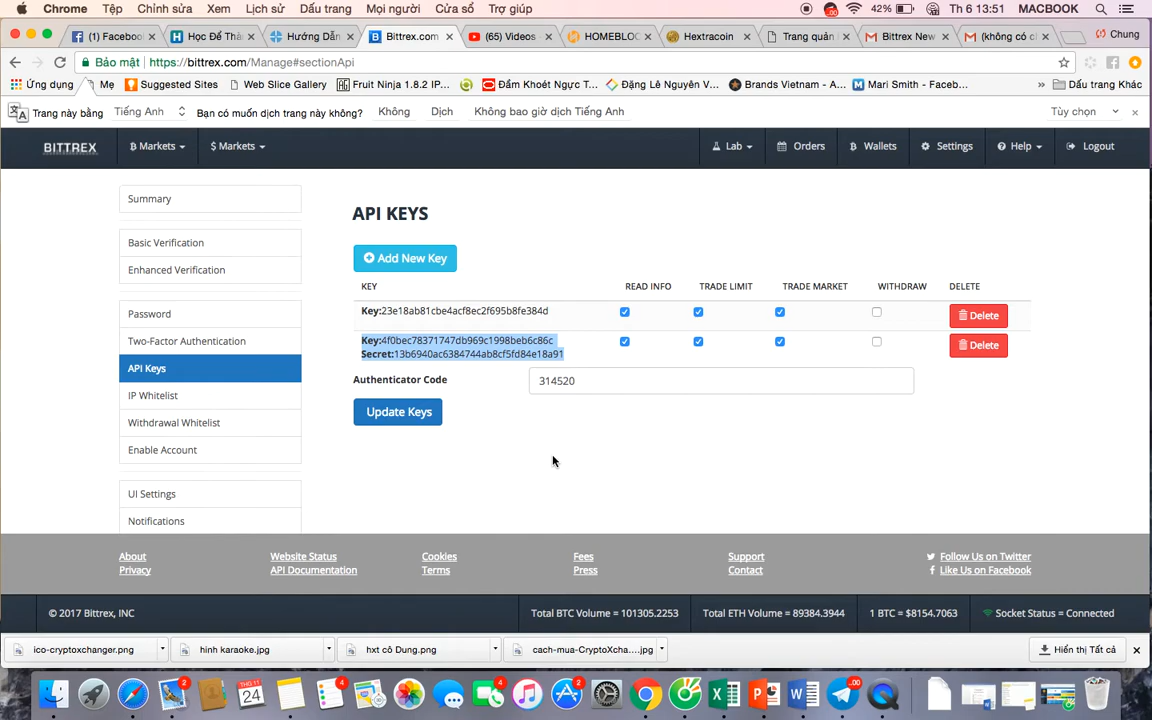 Chrome Tệp Chỉnh sửa Xem Lịch sử Dấu trang Mọi người Cửa sổ Trợ giúp 42% Th 6 13:51 MACBOOK
(1) Faceboo Học Để Thà Hướng Dẫn Bittrex.com (65) Videos - HOMEBLOC Hextracoin Trang quản Bittrex New (không có c Chung
Bảo mật https://bittrex.com/Manage#sectionApi
Ứng dụng Mẹ Suggested Sites Web Slice Gallery Fruit Ninja 1.8.2 IP... Đầm Khoét Ngực T... Đặng Lê Nguyên V... Brands Vietnam - A... Mari Smith - Faceb... » Dấu trang Khác
Trang này bằng Tiếng Anh Bạn có muốn dịch trang này không? Không Dịch Không bao giờ dịch Tiếng Anh Tùy chọn
BITTREX Markets $ Markets Lab Orders Wallets Settings Help Logout
Summary
Basic Verification
Enhanced Verification
Password
Two-Factor Authentication
API Keys
IP Whitelist
Withdrawal Whitelist
Enable Account
UI Settings
Notifications
API KEYS
Add New Key
KEY READ INFO TRADE LIMIT TRADE MARKET WITHDRAW DELETE
Key:23e18ab81cbe4acf8ec2f695b8fe384d Delete
Key:4f0bec78371747db969c1998beb6c86c Delete
Secret:13b6940ac6384744ab8cf5fd84e18a91
Authenticator Code 314520
Update Keys
About Website Status Cookies Fees Support Follow Us on Twitter
Privacy API Documentation Terms Press Contact Like Us on Facebook
© 2017 Bittrex, INC Total BTC Volume = 101305.2253 Total ETH Volume = 89384.3944 1 BTC = $8154.7063 Socket Status = Connected
ico-cryptoxchanger.png hinh karaoke.jpg hxt cô Dung.png cach-mua-CryptoXcha....jpg Hiển thị Tất cả
2 THG 11 24 4 4 2 .00